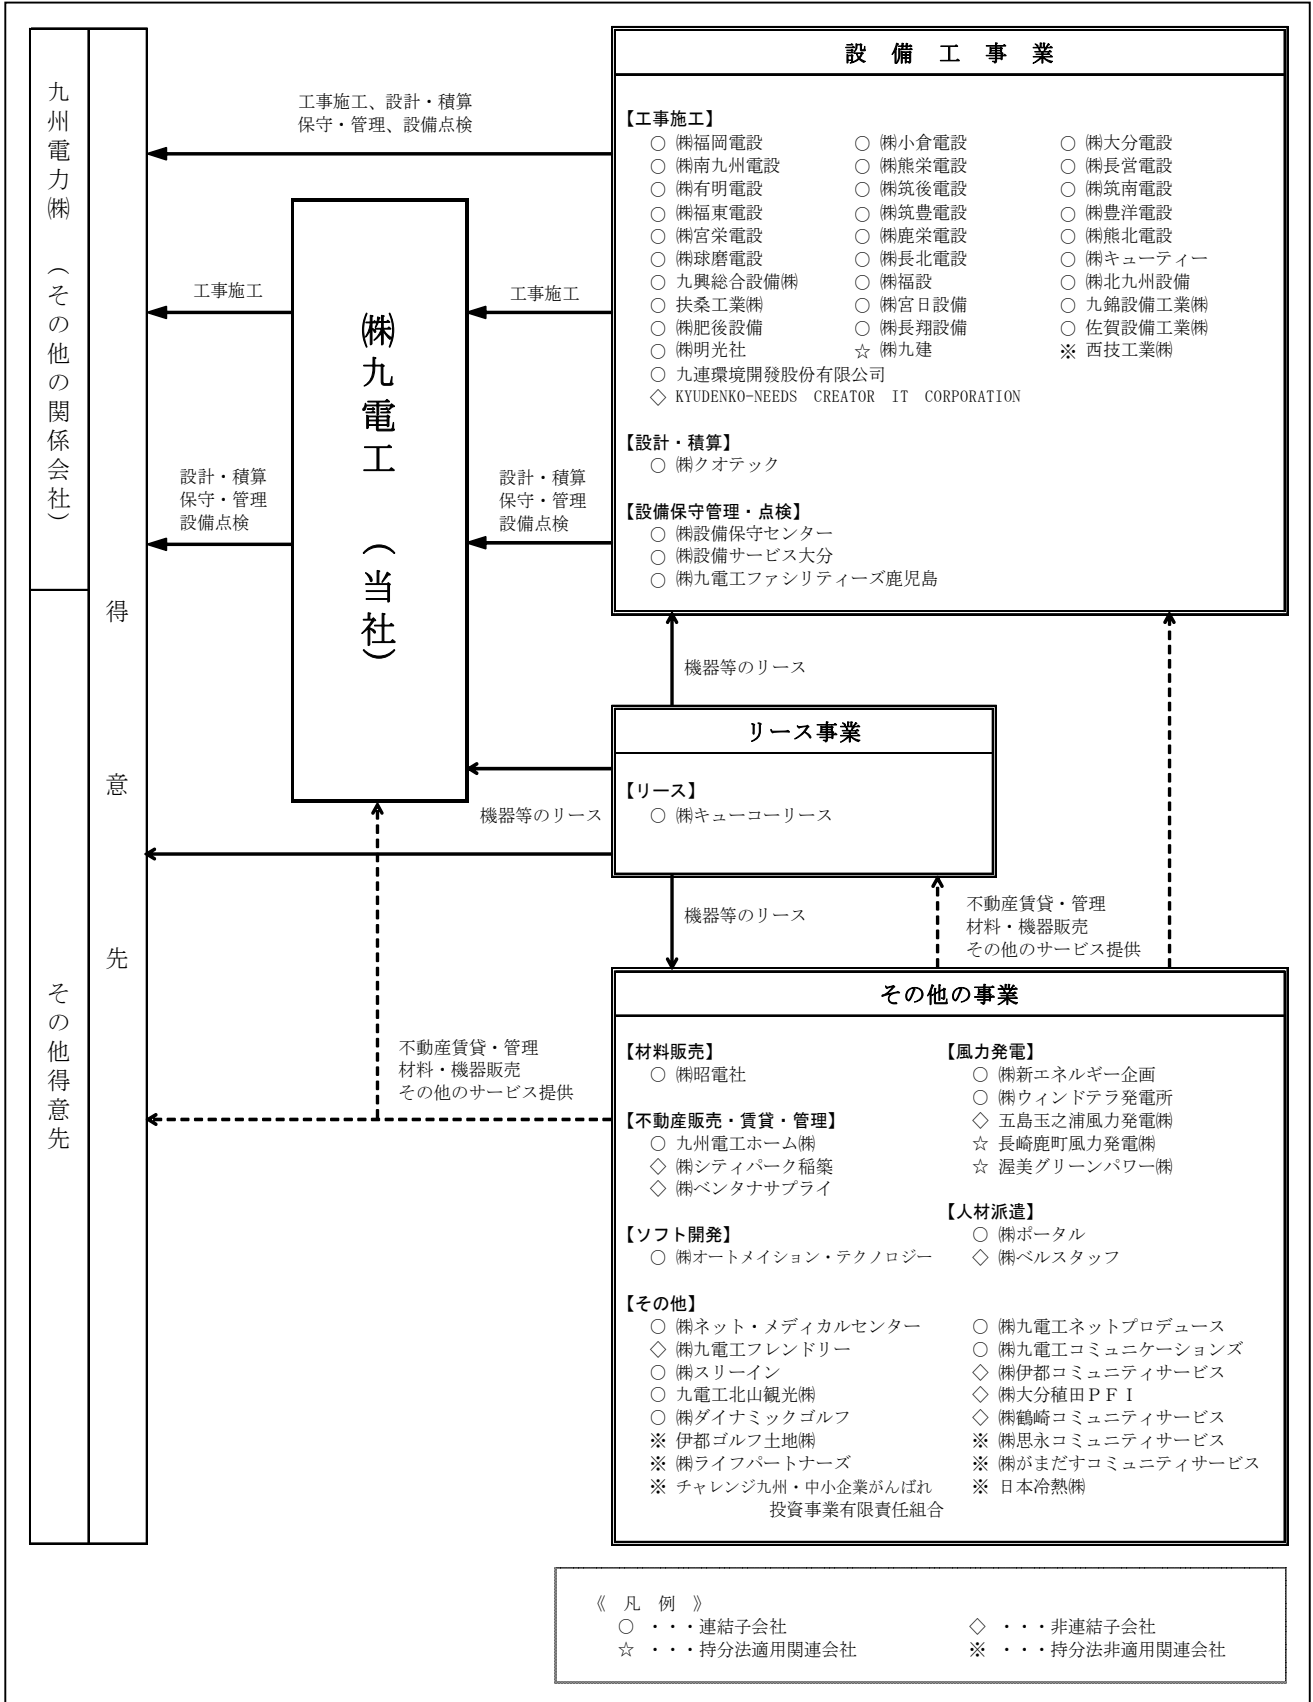 九州電力㈱　（その他の関係会社）
その他得意先
得意先
工事施工、設計・積算
保守・管理、設備点検
工事施工
設計・積算
保守・管理
設備点検
㈱九電工　（当社）
工事施工
設計・積算
保守・管理
設備点検
設　備　工　事　業
【工事施工】
○ ㈱福岡電設　○ ㈱小倉電設　○ ㈱大分電設
○ ㈱南九州電設　○ ㈱熊栄電設　○ ㈱長営電設
○ ㈱有明電設　○ ㈱筑後電設　○ ㈱筑南電設
○ ㈱福東電設　○ ㈱筑豊電設　○ ㈱豊洋電設
○ ㈱宮栄電設　○ ㈱鹿栄電設　○ ㈱熊北電設
○ ㈱球磨電設　○ ㈱長北電設　○ ㈱キューティー
○ 九興総合設備㈱　○ ㈱福設　○ ㈱北九州設備
○ 扶桑工業㈱　○ ㈱宮日設備　○ 九錦設備工業㈱
○ ㈱肥後設備　○ ㈱長翔設備　○ 佐賀設備工業㈱
○ ㈱明光社　☆ ㈱九建　※ 西技工業㈱
○ 九連環境開發股份有限公司
◇ KYUDENKO-NEEDS CREATOR IT CORPORATION
【設計・積算】
○ ㈱クオテック
【設備保守管理・点検】
○ ㈱設備保守センター
○ ㈱設備サービス大分
○ ㈱九電工ファシリティーズ鹿児島
機器等のリース
リース事業
【リース】
○ ㈱キューコーリース
機器等のリース
機器等のリース
不動産賃貸・管理
材料・機器販売
その他のサービス提供
不動産賃貸・管理
材料・機器販売
その他のサービス提供
その他の事業
【材料販売】
○ ㈱昭電社
【不動産販売・賃貸・管理】
○ 九州電工ホーム㈱
◇ ㈱シティパーク稲築
◇ ㈱ベンタナサプライ
【ソフト開発】
○ ㈱オートメイション・テクノロジー
【風力発電】
○ ㈱新エネルギー企画
○ ㈱ウィンドテラ発電所
◇ 五島玉之浦風力発電㈱
☆ 長崎鹿町風力発電㈱
☆ 渥美グリーンパワー㈱
【人材派遣】
○ ㈱ポータル
◇ ㈱ベルスタッフ
【その他】
○ ㈱ネット・メディカルセンター　○ ㈱九電工ネットプロデュース
◇ ㈱九電工フレンドリー　○ ㈱九電工コミュニケーションズ
○ ㈱スリーイン　◇ ㈱伊都コミュニティサービス
○ 九電工北山観光㈱　◇ ㈱大分稙田ＰＦＩ
○ ㈱ダイナミックゴルフ　◇ ㈱鶴崎コミュニティサービス
※ 伊都ゴルフ土地㈱　※ ㈱思永コミュニティサービス
※ ㈱ライフパートナーズ　※ ㈱がまだすコミュニティサービス
※ チャレンジ九州・中小企業がんばれ　※ 日本冷熱㈱
投資事業有限責任組合
《　凡　例　》
○ ・・・連結子会社　◇ ・・・非連結子会社
☆ ・・・持分法適用関連会社　※ ・・・持分法非適用関連会社